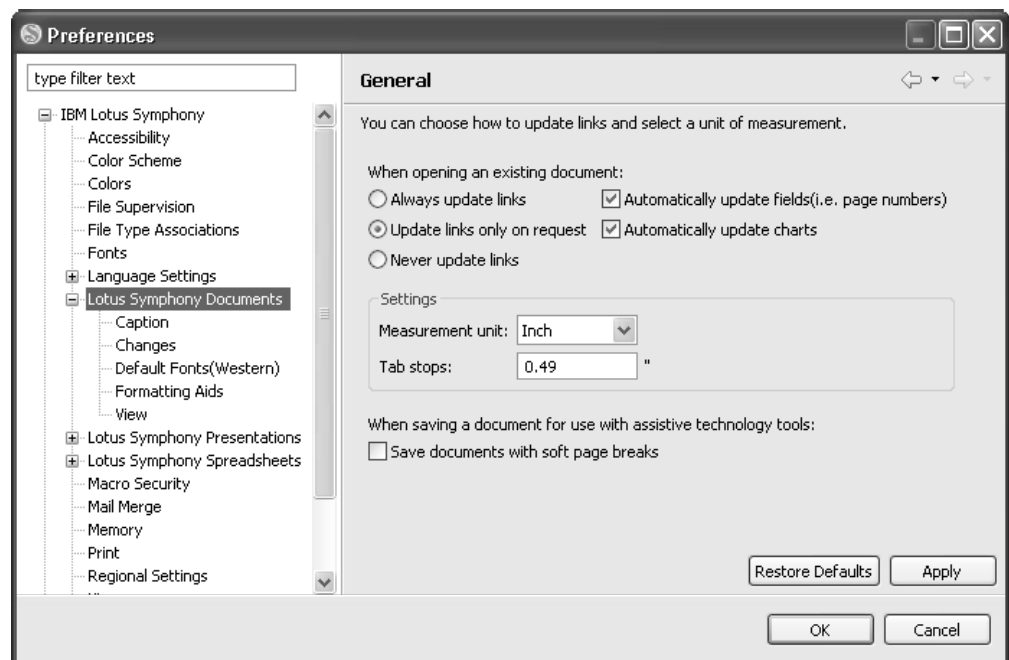 Preferences
type filter text
IBM Lotus Symphony
Accessibility
Color Scheme
Colors
File Supervision
File Type Associations
Fonts
Language Settings
Lotus Symphony Documents
Caption
Changes
Default Fonts(Western)
Formatting Aids
View
Lotus Symphony Presentations
Lotus Symphony Spreadsheets
Macro Security
Mail Merge
Memory
Print
Regional Settings
General
You can choose how to update links and select a unit of measurement.
When opening an existing document:
Always update links
Automatically update fields(i.e. page numbers)
Update links only on request
Automatically update charts
Never update links
Settings
Measurement unit: Inch
Tab stops: 0.49 "
When saving a document for use with assistive technology tools:
Save documents with soft page breaks
Restore Defaults
Apply
OK
Cancel